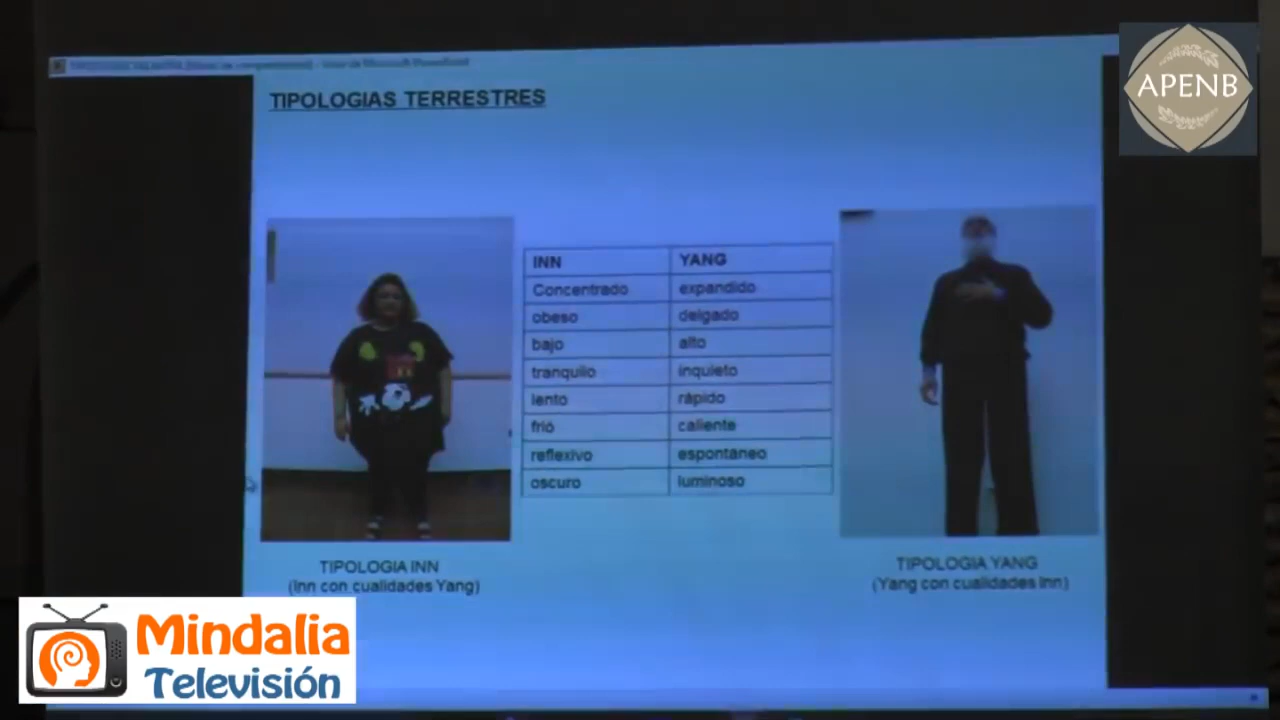 APENB
TIPOLOGIAS TERRESTRES
INN YANG
Concentrado expandido
obeso delgado
bajo alto
tranquilo inquieto
lento rápido
frió caliente
reflexivo espontáneo
oscuro luminoso
TIPOLOGIA INN
(Inn con cualidades Yang)
TIPOLOGIA YANG
(Yang con cualidades Inn)
Mindalia
Televisión